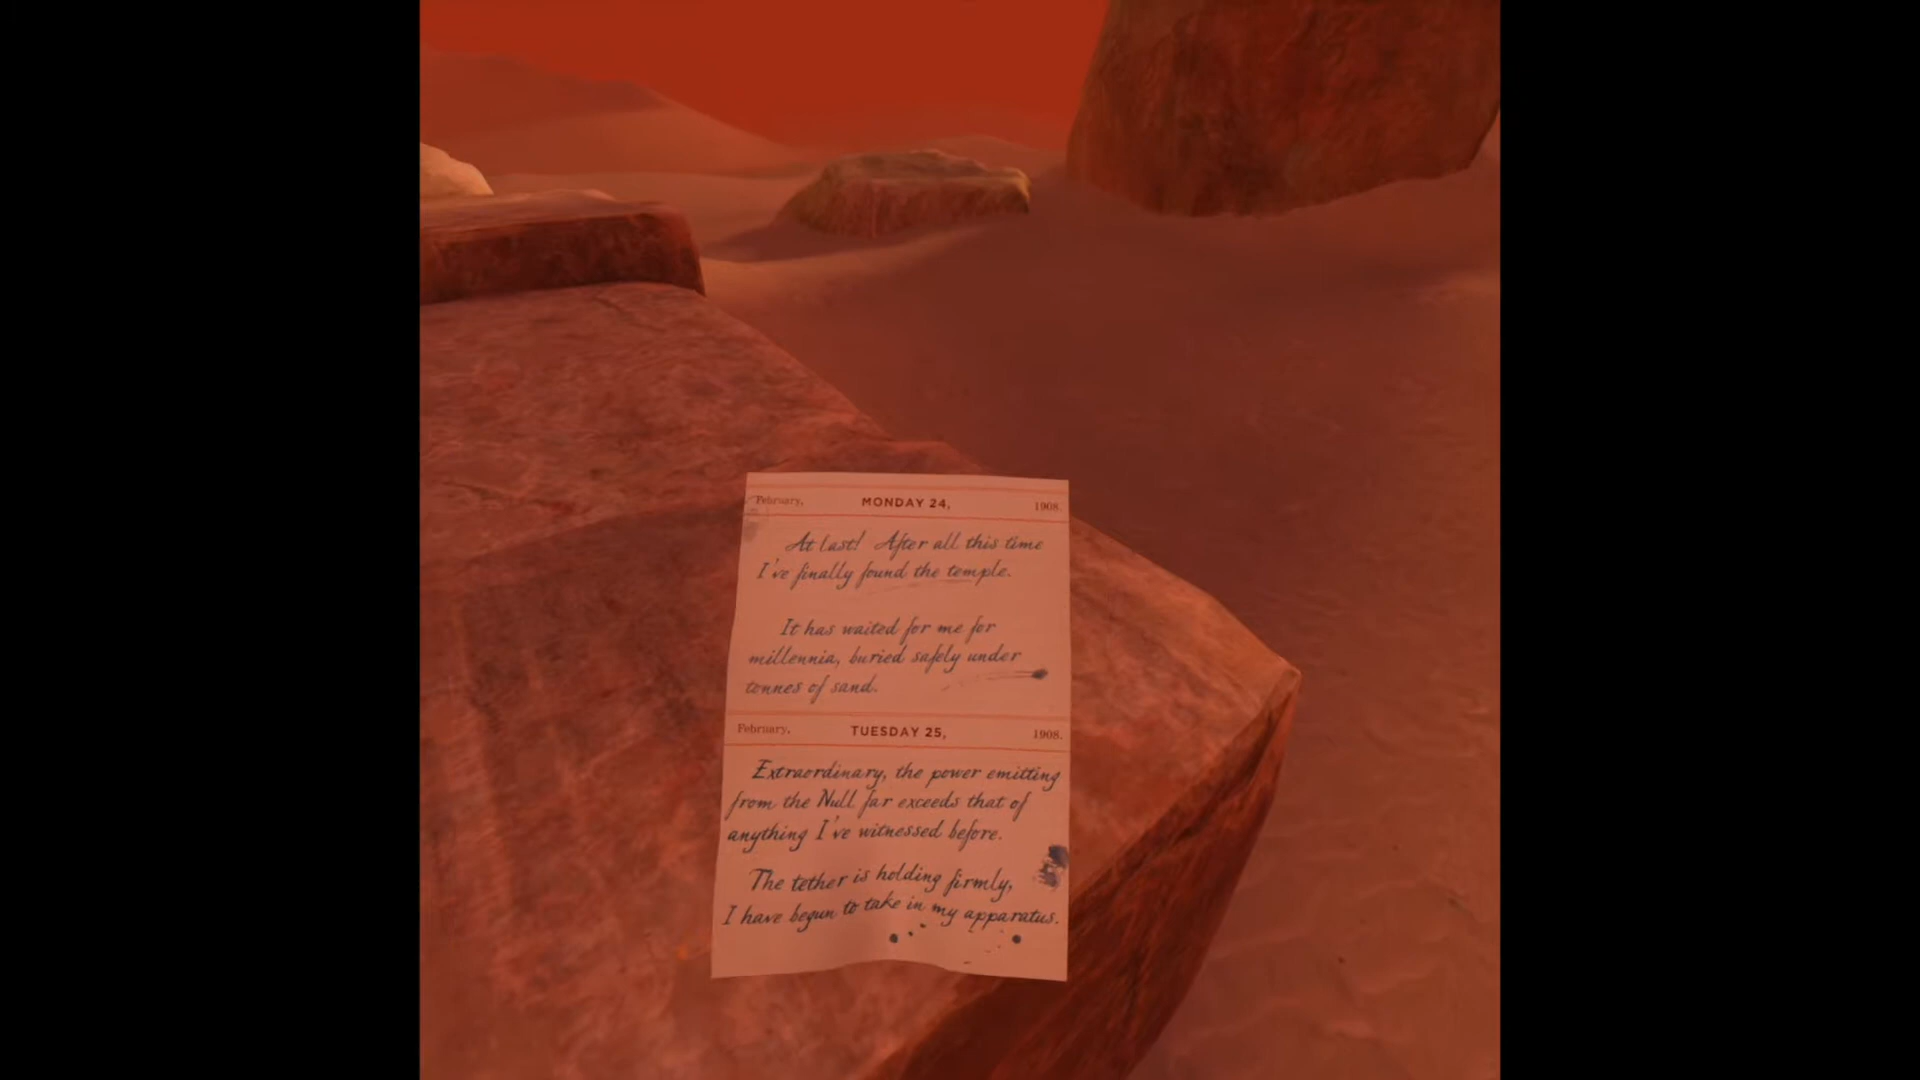 February, MONDAY 24, 1908.
At last! After all this time
I've finally found the temple.
It has waited for me for
millennia, buried safely under
tonnes of sand.
February, TUESDAY 25, 1908.
Extraordinary, the power emitting
from the Null far exceeds that of
anything I've witnessed before.
The tether is holding firmly,
I have begun to take in my apparatus.